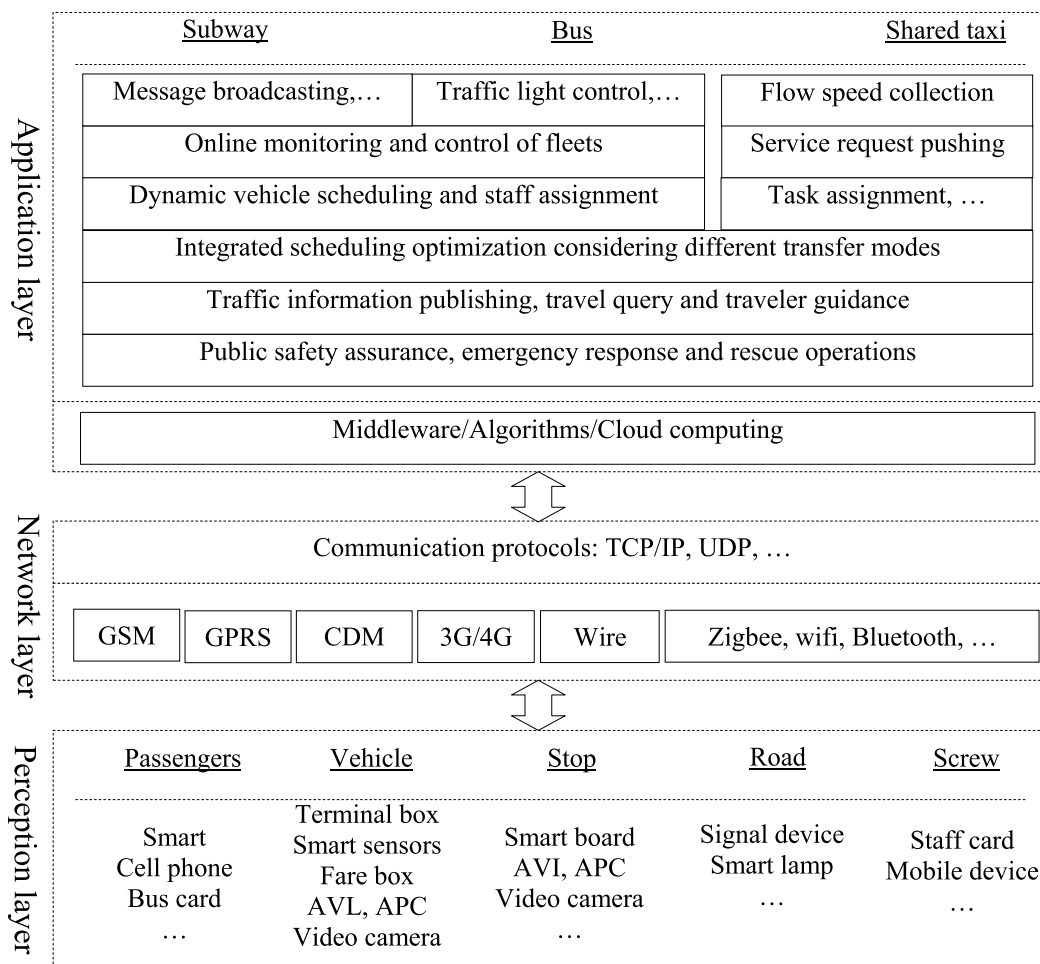 Application layer
Subway Bus Shared taxi
Message broadcasting,… Traffic light control,… Flow speed collection
Online monitoring and control of fleets Service request pushing
Dynamic vehicle scheduling and staff assignment Task assignment, …
Integrated scheduling optimization considering different transfer modes
Traffic information publishing, travel query and traveler guidance
Public safety assurance, emergency response and rescue operations
Middleware/Algorithms/Cloud computing
Network layer
Communication protocols: TCP/IP, UDP, …
GSM GPRS CDM 3G/4G Wire Zigbee, wifi, Bluetooth, …
Perception layer
Passengers Vehicle Stop Road Screw
Smart
Cell phone
Bus card
…
Terminal box
Smart sensors
Fare box
AVL, APC
Video camera
Smart board
AVI, APC
Video camera
…
Signal device
Smart lamp
…
Staff card
Mobile device
…